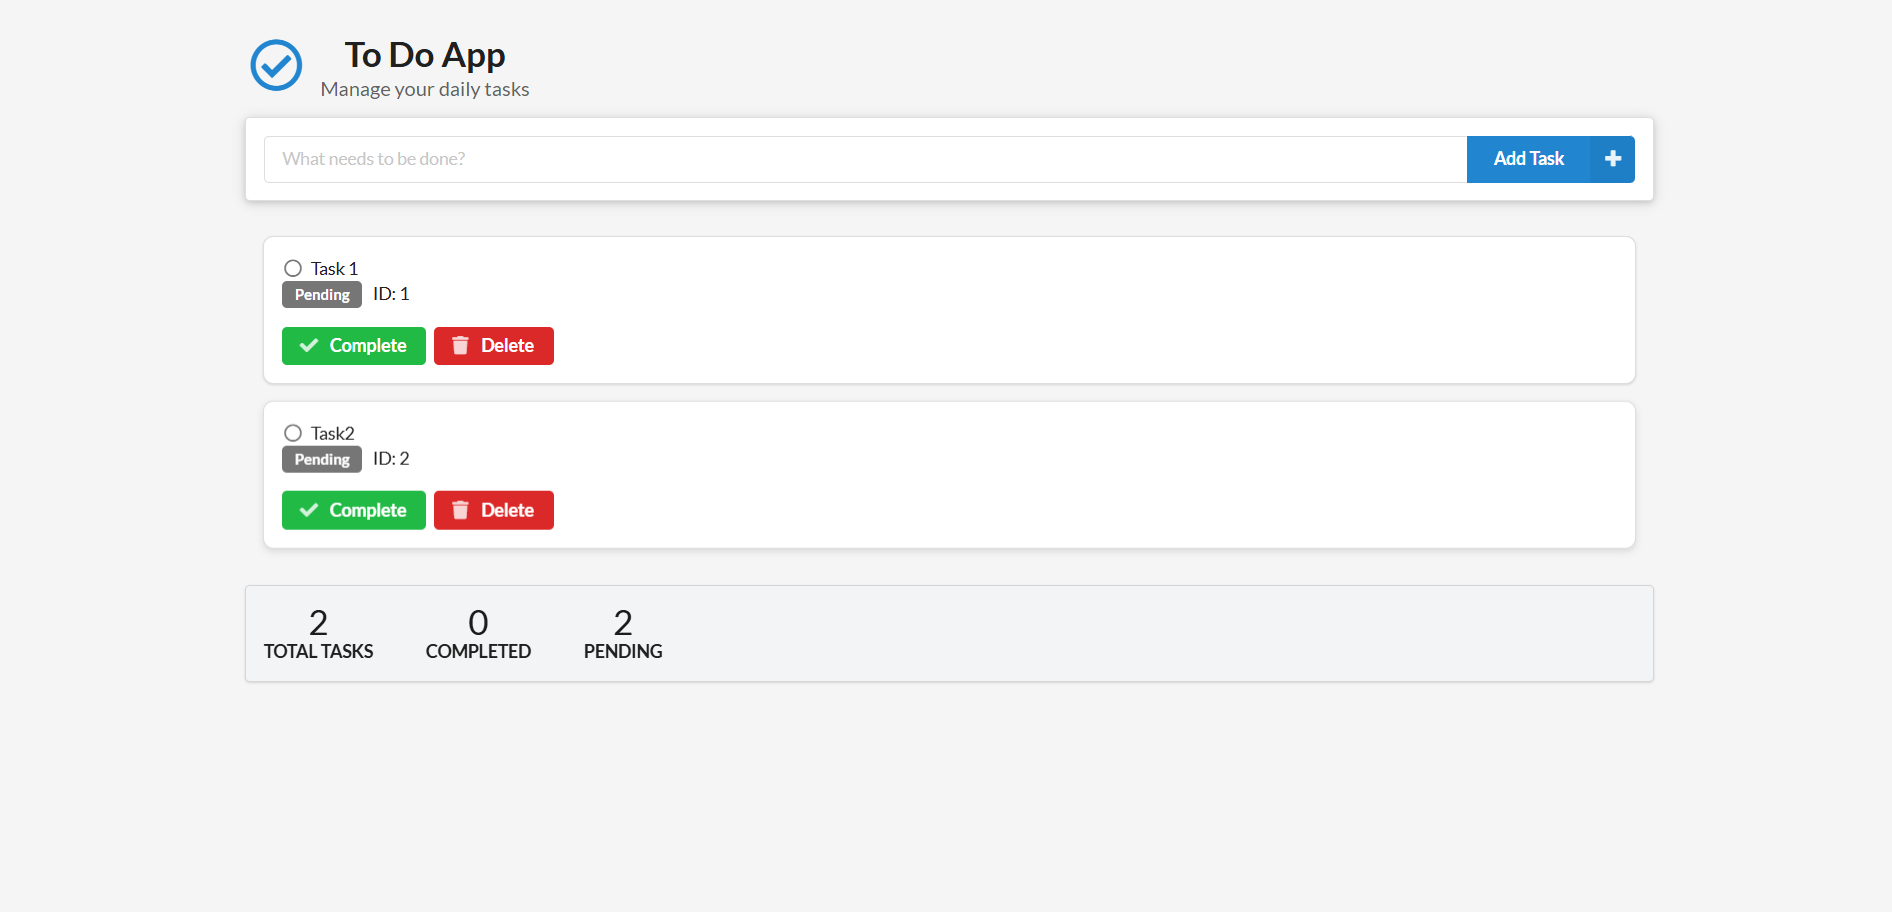 To Do App
Manage your daily tasks
What needs to be done?
Add Task
Task 1
Pending ID: 1
Complete Delete
Task2
Pending ID: 2
Complete Delete
2 0 2
TOTAL TASKS COMPLETED PENDING